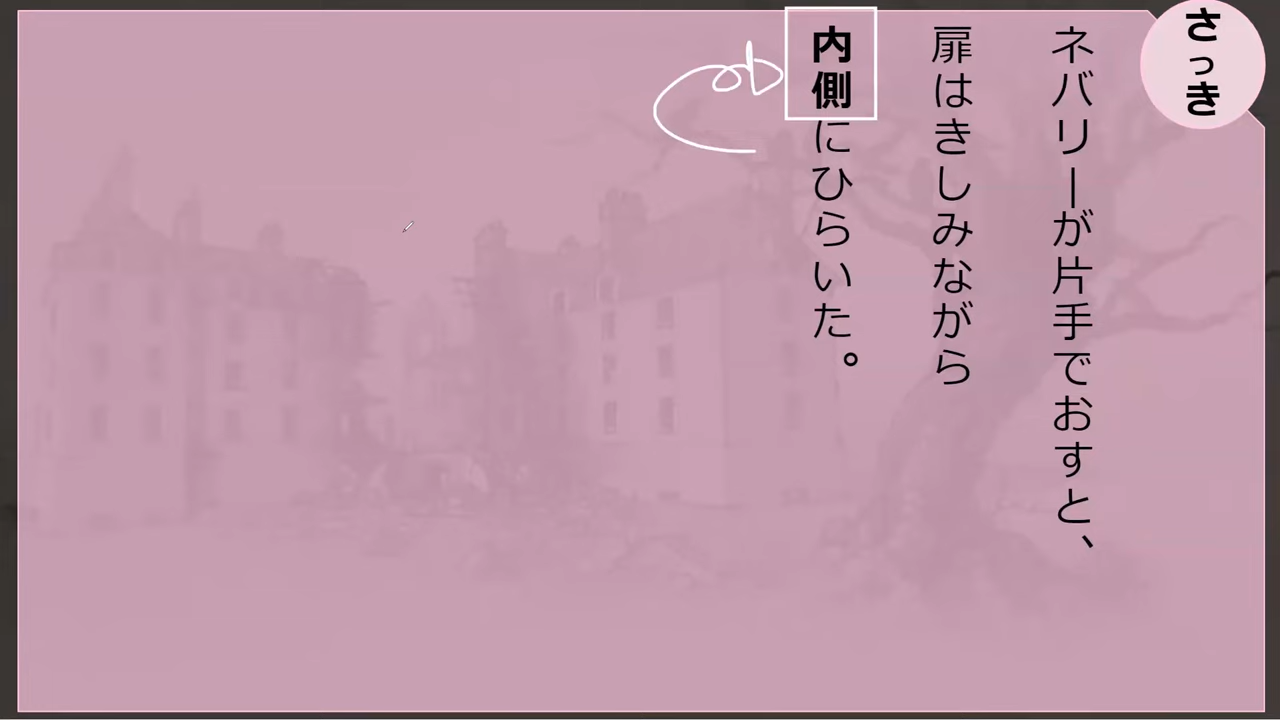 さっき
ネバリーが片手でおすと、
扉はきしみながら
内側にひらいた。